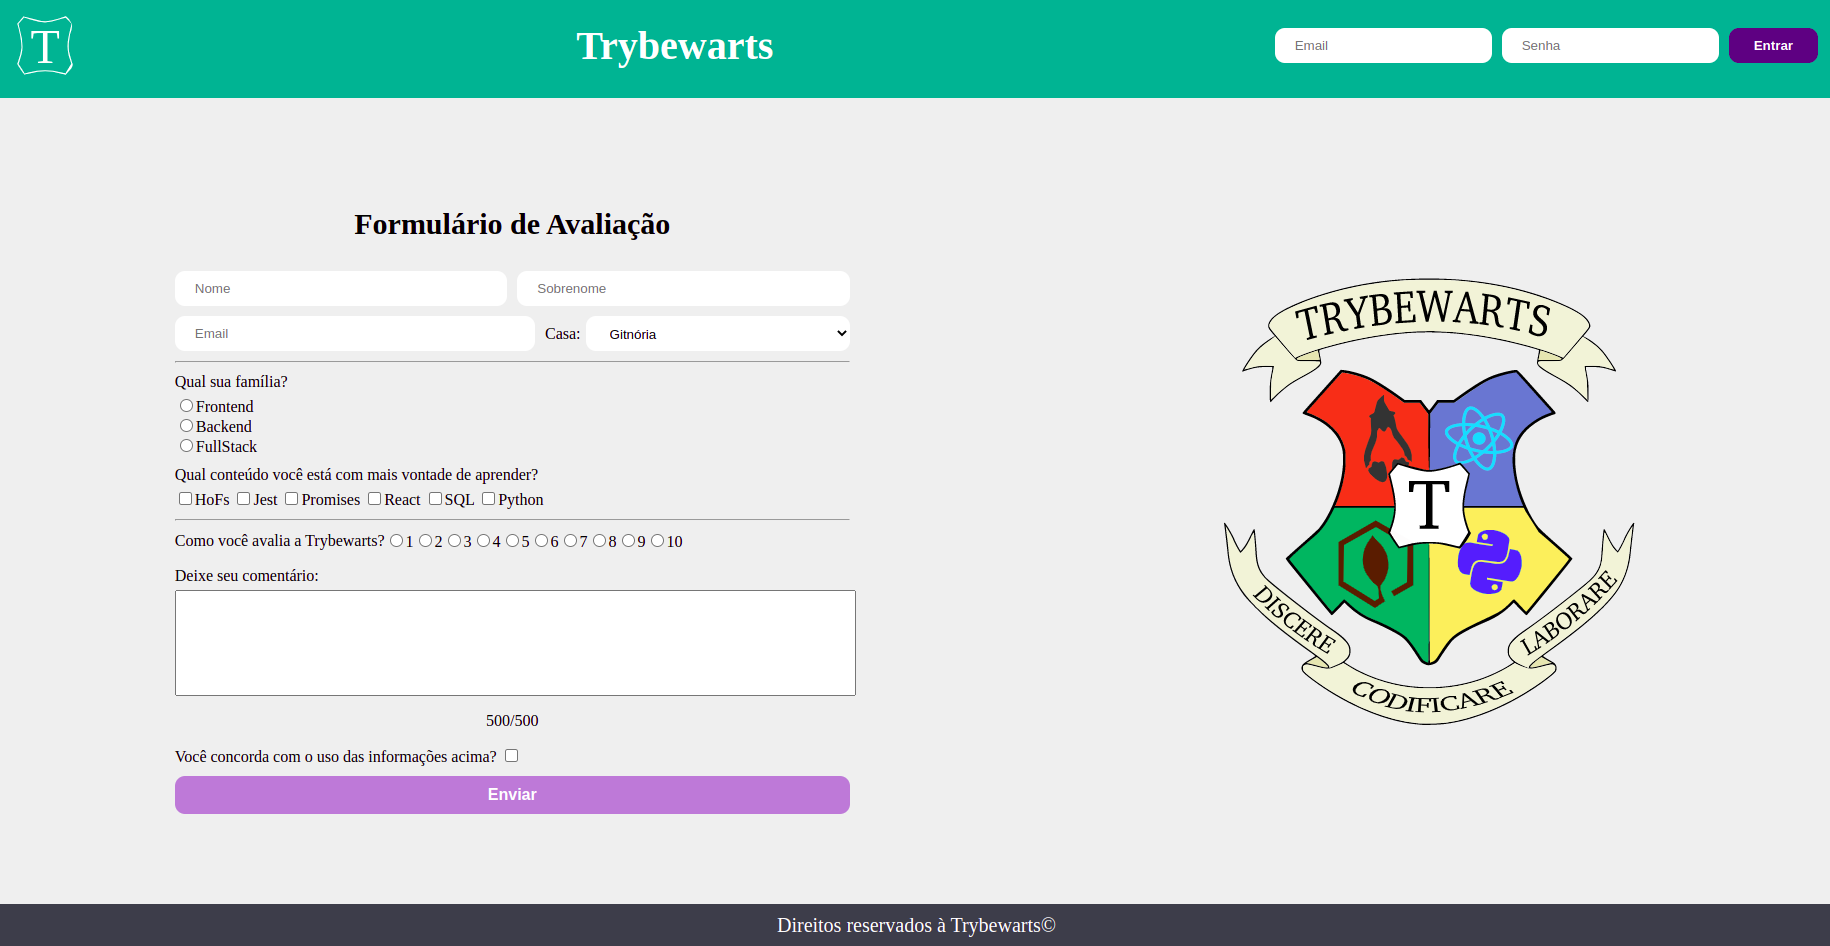 T Trybewarts Email Senha Entrar
Formulário de Avaliação
Nome Sobrenome
Email Casa: Gitnória
Qual sua família?
Frontend
Backend
FullStack
Qual conteúdo você está com mais vontade de aprender?
HoFs Jest Promises React SQL Python
Como você avalia a Trybewarts? 1 2 3 4 5 6 7 8 9 10
Deixe seu comentário:
500/500
Você concorda com o uso das informações acima?
Enviar
TRYBEWARTS
T
DISCERE
LABORARE
CODIFICARE
Direitos reservados à Trybewarts©